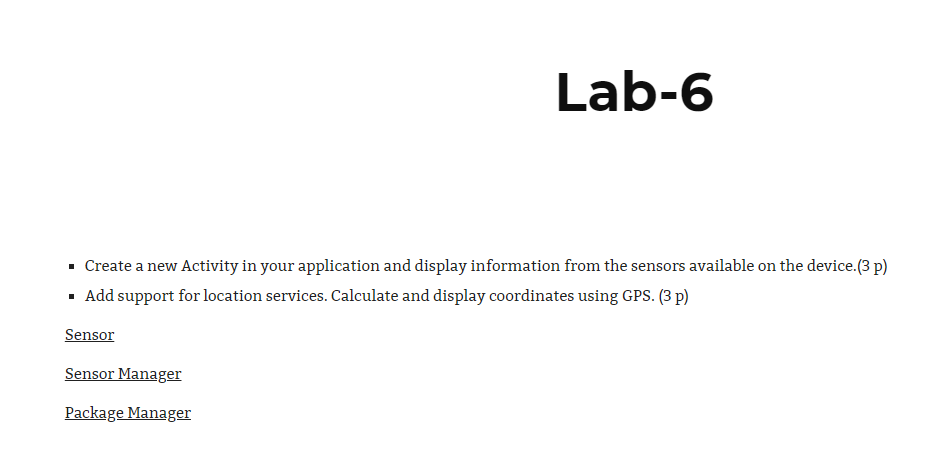 Lab-6
Create a new Activity in your application and display information from the sensors available on the device.(3 p)
Add support for location services. Calculate and display coordinates using GPS. (3 p)
Sensor
Sensor Manager
Package Manager